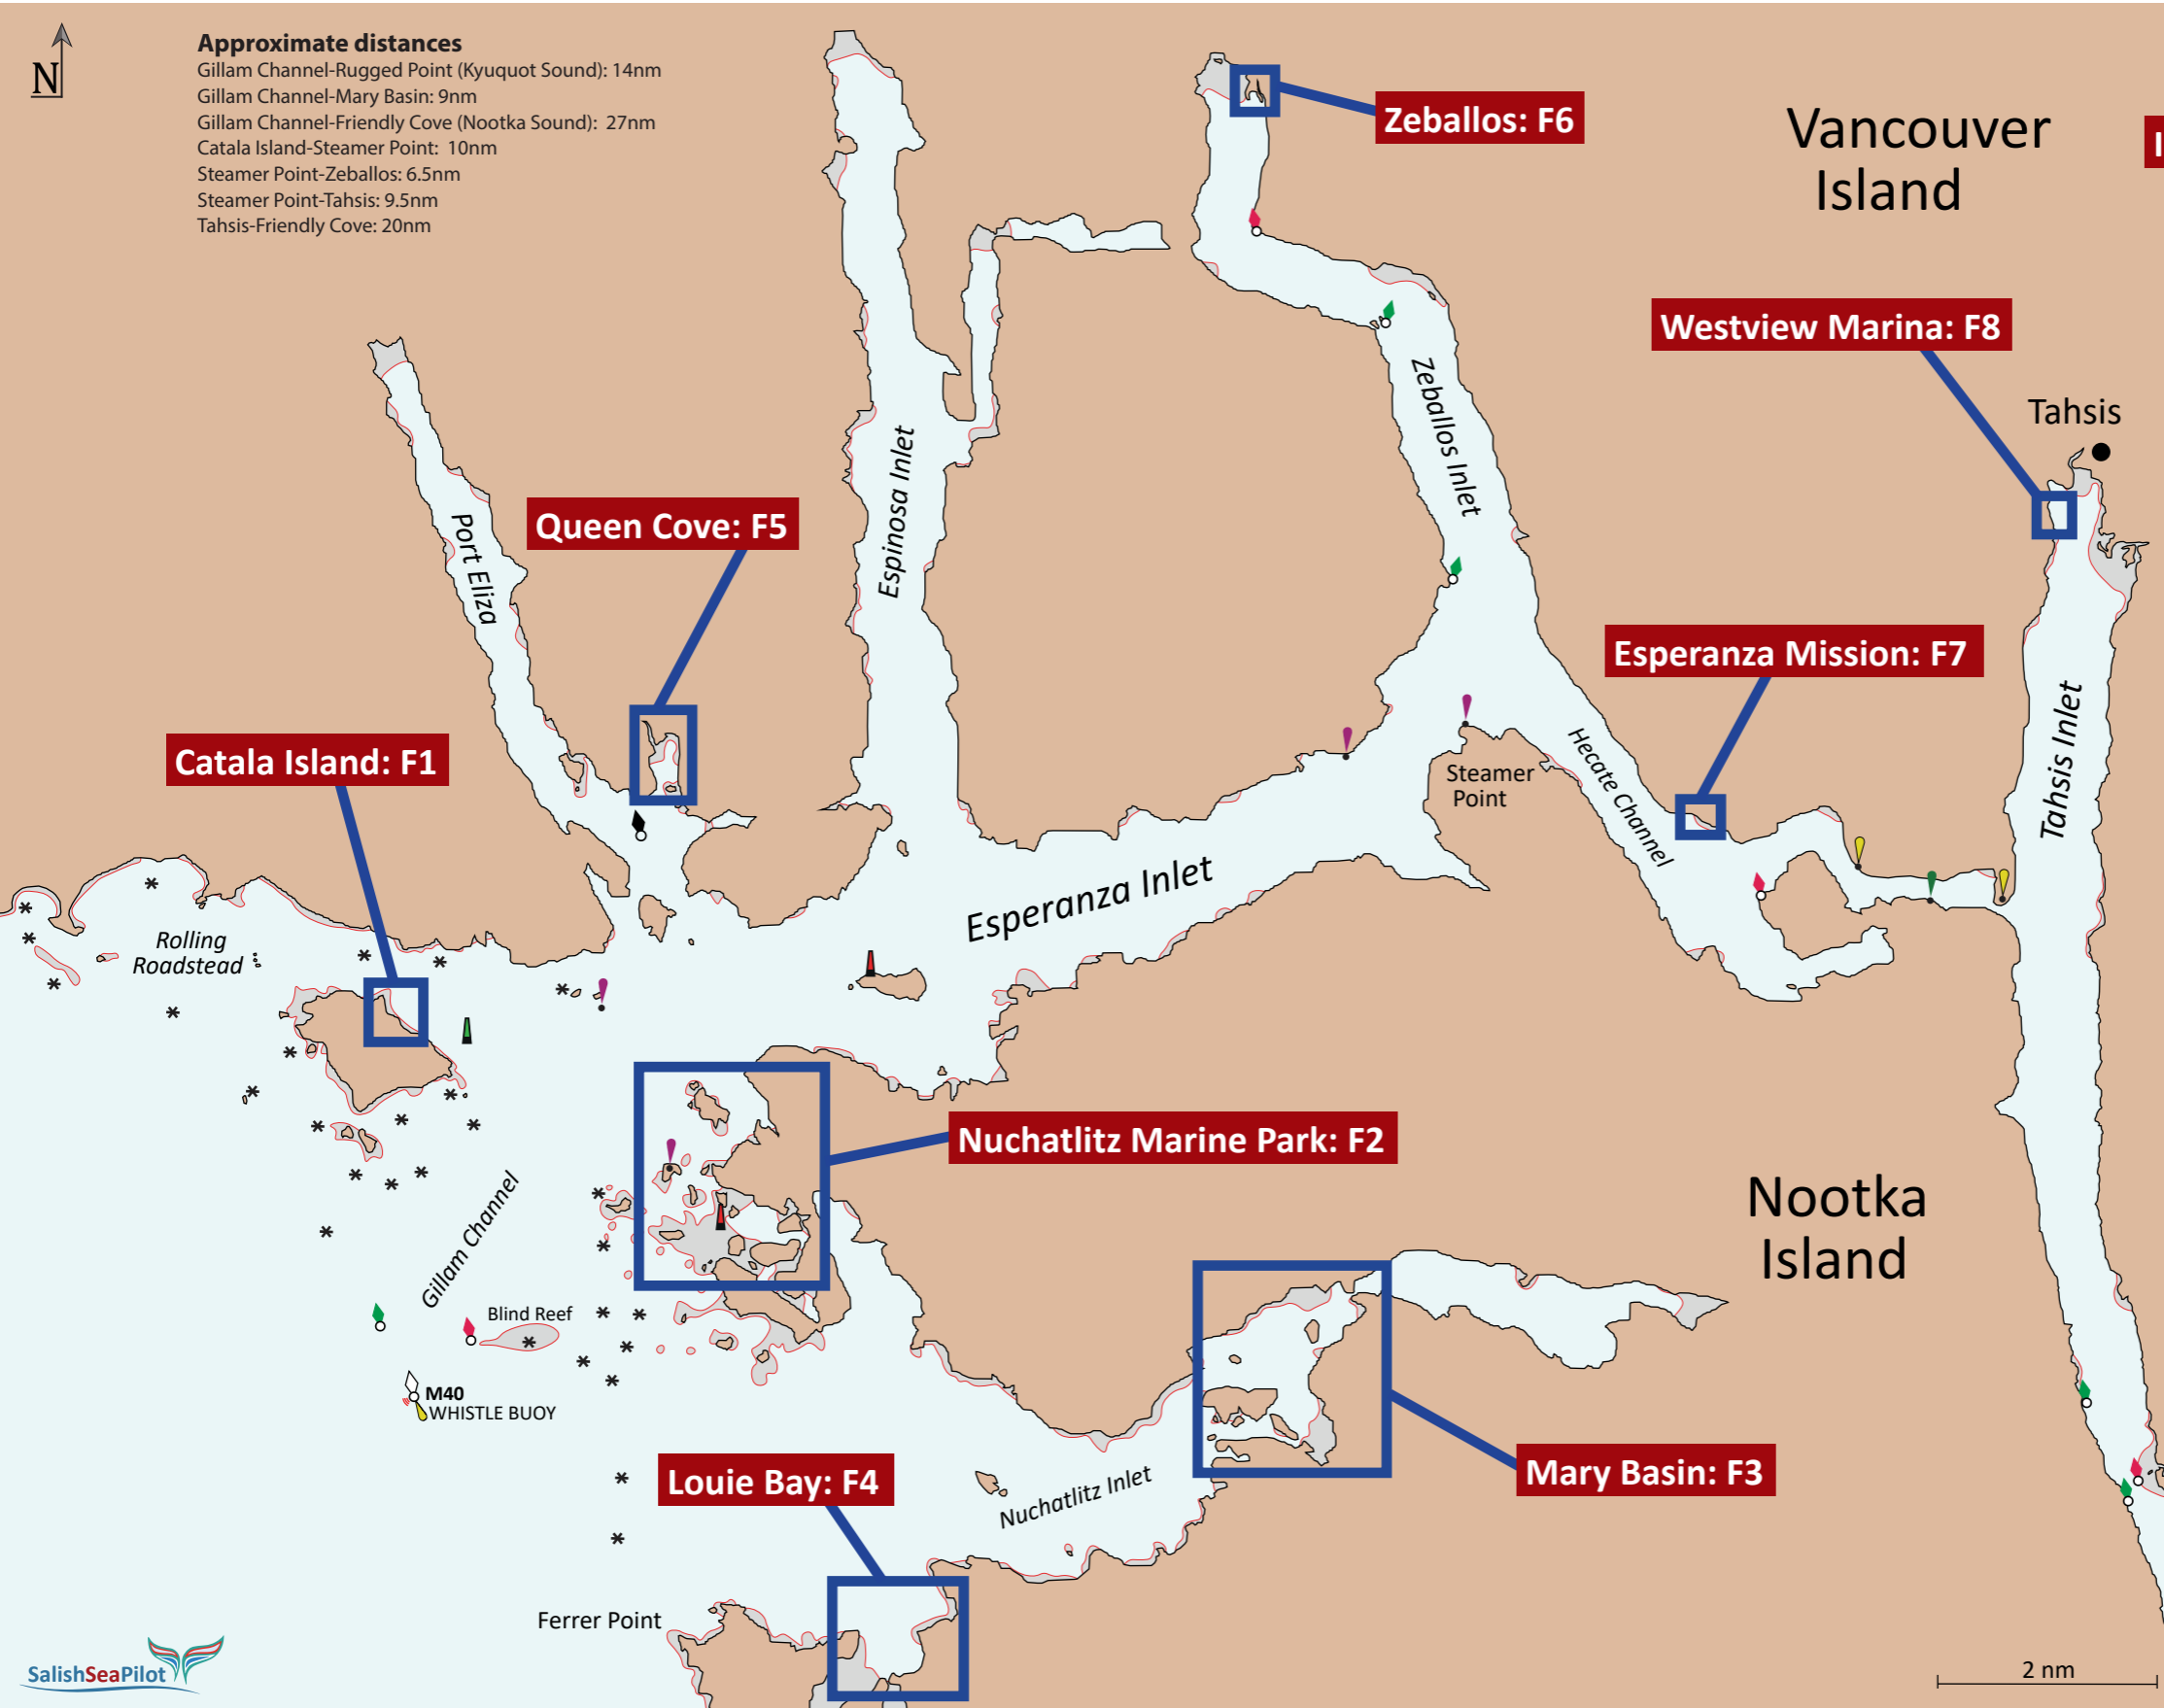 N
Approximate distances
Gillam Channel-Rugged Point (Kyuquot Sound): 14nm
Gillam Channel-Mary Basin: 9nm
Gillam Channel-Friendly Cove (Nootka Sound): 27nm
Catala Island-Steamer Point: 10nm
Steamer Point-Zeballos: 6.5nm
Steamer Point-Tahsis: 9.5nm
Tahsis-Friendly Cove: 20nm
Zeballos: F6
Vancouver
Island
Westview Marina: F8
Tahsis
Zeballos Inlet
Espinosa Inlet
Port Eliza
Queen Cove: F5
Esperanza Mission: F7
Tahsis Inlet
Catala Island: F1
Steamer
Point
Hecate Channel
Esperanza Inlet
Rolling
Roadstead
Nuchatlitz Marine Park: F2
Nootka
Island
Gillam Channel
Blind Reef
M40
WHISTLE BUOY
Louie Bay: F4
Nuchatlitz Inlet
Mary Basin: F3
Ferrer Point
SalishSeaPilot
2 nm